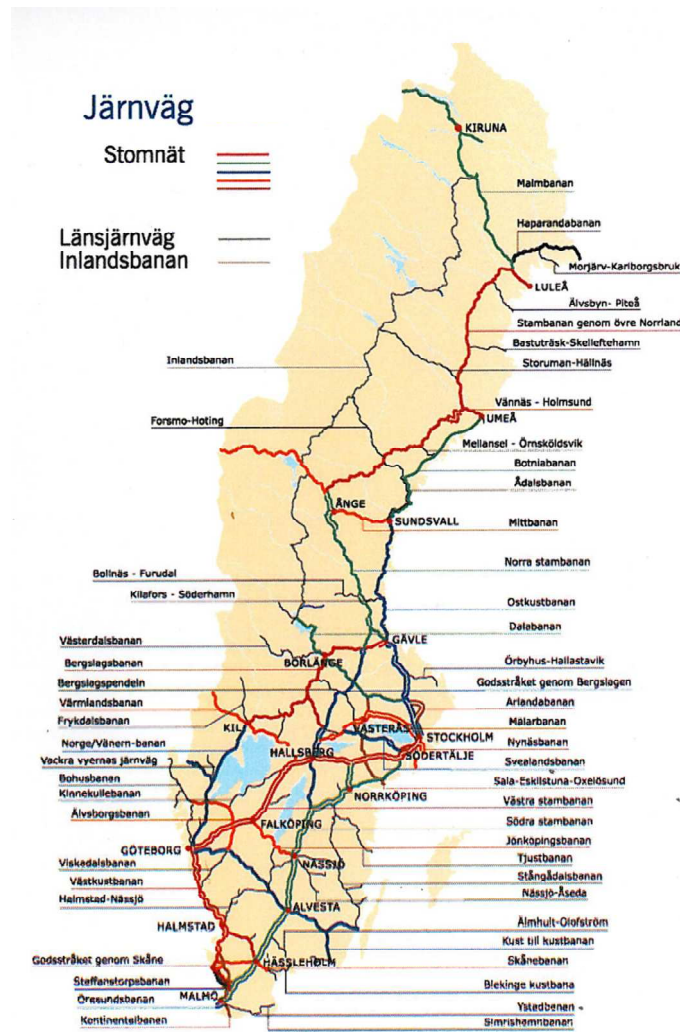 Järnväg
Stomnät
Länsjärnväg
Inlandsbanan
KIRUNA
Malmbanan
Haparandabanan
Morjärv-Karlborgsbruk
LULEÅ
Älvsbyn- Piteå
Stambanan genom övre Norrland
Bastuträsk-Skelleftehamn
Inlandsbanan
Storuman-Hällnäs
Vännäs - Holmsund
Forsmo-Hoting
UMEÅ
Mellansel - Örnsköldsvik
Botniabanan
Ådalsbanan
ÅNGE
SUNDSVALL
Mittbanan
Norra stambanan
Bollnäs - Furudal
Kilafors - Söderhamn
Ostkustbanan
Dalabanan
Västerdalsbanan
GÄVLE
Bergslagsbanan
BORLÄNGE
Örbyhus-Hallastavik
Bergslagspendeln
Godsstråket genom Bergslagen
Värmlandsbanan
Arlandabanan
Frykdalsbanan
KIL
VÄSTERÅS
Mälarbanan
STOCKHOLM
Norge/Vänern-banan
HALLSBERG
Nynäsbanan
SÖDERTÄLJE
Vackra vyernas järnväg
Svealandsbanan
Bohusbanan
Sala-Eskilstuna-Oxelösund
Kinnekullebanan
NORRKÖPING
Västra stambanan
Älvsborgsbanan
FALKÖPING
Södra stambanan
GÖTEBORG
Jönköpingsbanan
Viskadalsbanan
NÄSSJÖ
Tjustbanan
Västkustbanan
Stångådalsbanan
Halmstad-Nässjö
Nässjö-Åseda
ALVESTA
HALMSTAD
Älmhult-Olofström
Kust till kustbanan
Godsstråket genom Skåne
HÄSSLEHOLM
Skånebanan
Staffanstorpsbanan
Blekinge kustbana
Öresundsbanan
MALMÖ
Ystadbanan
Kontinentalbanan
Simrishamnbanan